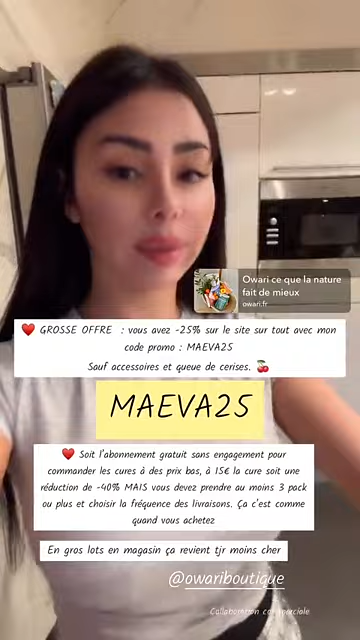 Owari ce que la nature
fait de mieux
owari.fr
❤️ GROSSE OFFRE : vous avez -25% sur le site sur tout avec mon
code promo : MAEVA25
Sauf accessoires et queue de cerises. 🍒
MAEVA25
❤️ Soit l'abonnement gratuit sans engagement pour
commander les cures à des prix bas, à 15€ la cure soit une
réduction de -40% MAIS vous devez prendre au moins 3 pack
ou plus et choisir la fréquence des livraisons. Ça c'est comme
quand vous achetez
En gros lots en magasin ça revient tjr moins cher
@owariboutique
Collaboration co